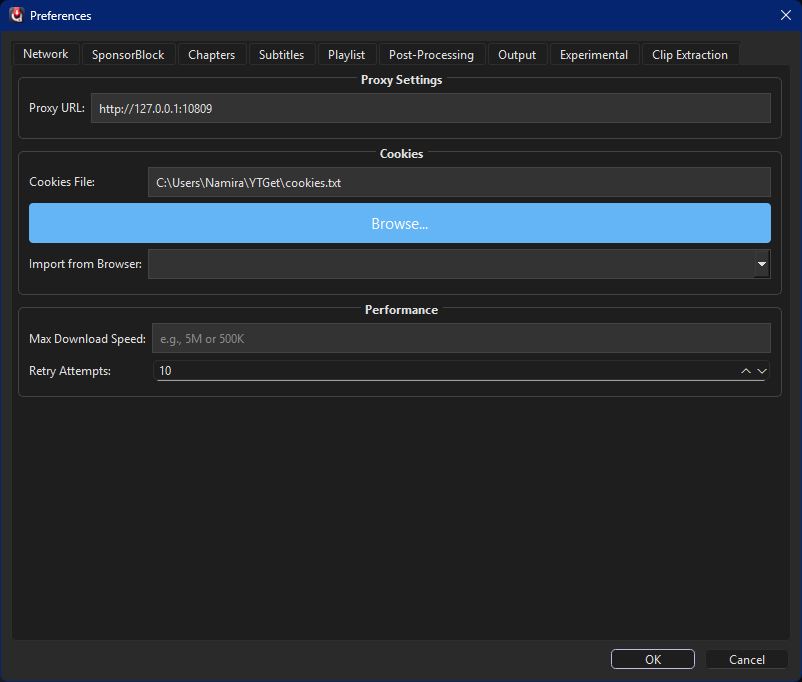 Preferences
Network SponsorBlock Chapters Subtitles Playlist Post-Processing Output Experimental Clip Extraction
Proxy Settings
Proxy URL: http://127.0.0.1:10809
Cookies
Cookies File: C:\Users\Namira\YTGet\cookies.txt
Browse...
Import from Browser:
Performance
Max Download Speed: e.g., 5M or 500K
Retry Attempts: 10
OK Cancel